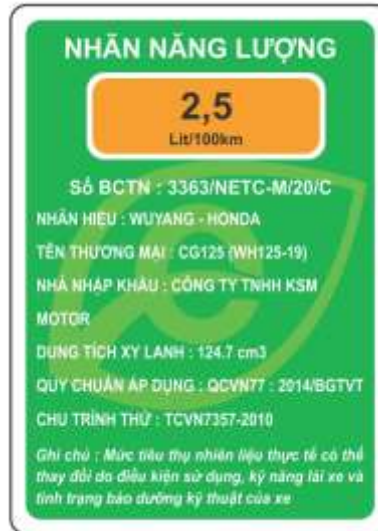 NHÃN NĂNG LƯỢNG
2,5
Lít/100km
Số BCTN : 3363/NETC-M/20/C
NHÃN HIỆU : WUYANG - HONDA
TÊN THƯƠNG MẠI : CG125 (WH125-19)
NHÀ NHẬP KHẨU : CÔNG TY TNHH KSM
MOTOR
DUNG TÍCH XY LANH : 124.7 cm3
QUY CHUẨN ÁP DỤNG : QCVN77 : 2014/BGTVT
CHU TRÌNH THỬ : TCVN7357-2010
Ghi chú : Mức tiêu thụ nhiên liệu thực tế có thể
thay đổi do điều kiện sử dụng, kỹ năng lái xe và
tình trạng bảo dưỡng kỹ thuật của xe